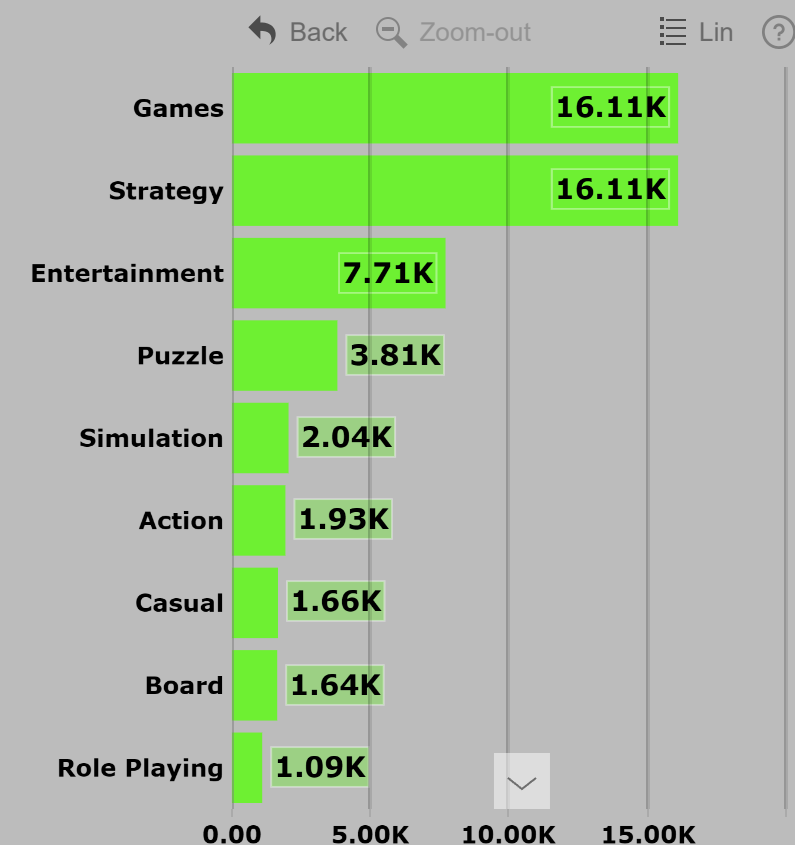 Back Zoom-out Lin ?
Games 16.11K
Strategy 16.11K
Entertainment 7.71K
Puzzle 3.81K
Simulation 2.04K
Action 1.93K
Casual 1.66K
Board 1.64K
Role Playing 1.09K
0.00 5.00K 10.00K 15.00K